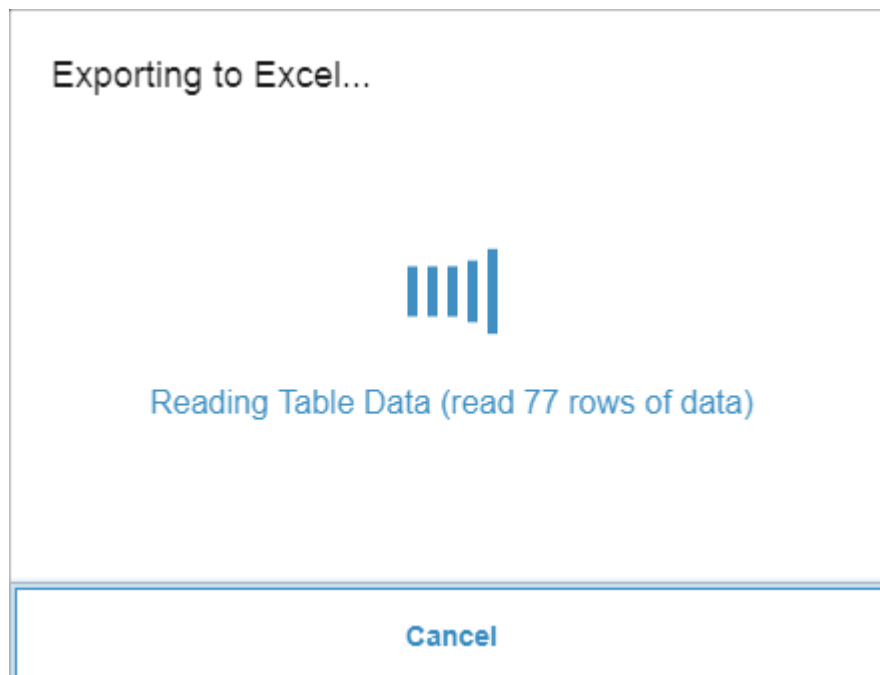 Exporting to Excel...
Reading Table Data (read 77 rows of data)
Cancel